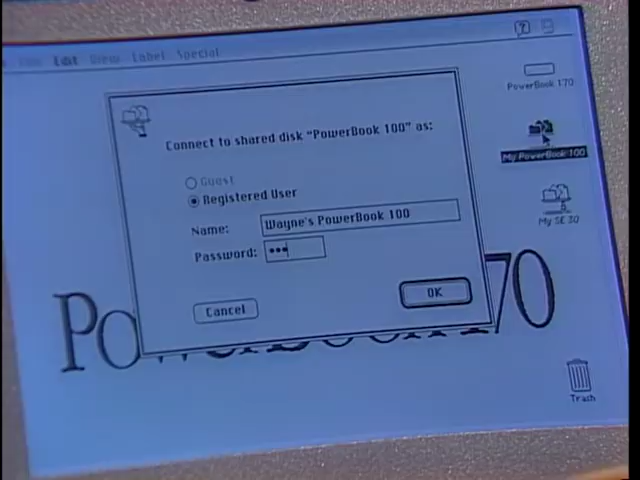 Edit View Label Special
PowerBook 170
Connect to shared disk "PowerBook 100" as:
My PowerBook 100
Guest
Registered User
Name: Wayne's PowerBook 100
My SE 30
Password: •••
Cancel
OK
Trash